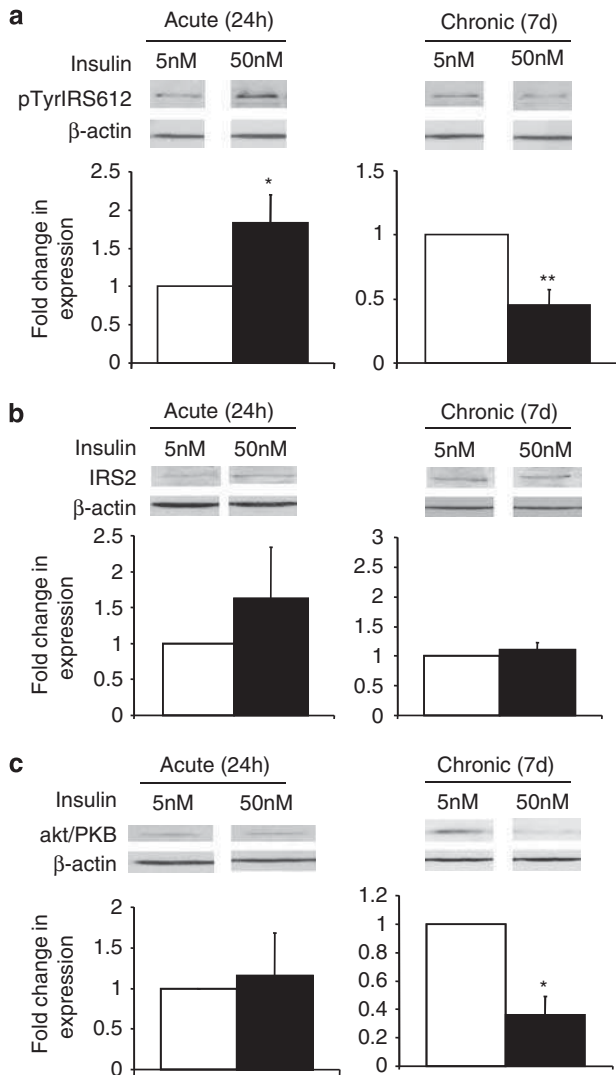 a
Acute (24h) Chronic (7d)
Insulin 5nM 50nM 5nM 50nM
pTyrIRS612
β-actin
Fold change in
expression
2.5
2
1.5
1
0.5
0
*
1.5
1
0.5
0
**
b
Acute (24h) Chronic (7d)
Insulin 5nM 50nM 5nM 50nM
IRS2
β-actin
Fold change in
expression
2.5
2
1.5
1
0.5
0
3
2.5
2
1.5
1
0.5
0
c
Acute (24h) Chronic (7d)
Insulin 5nM 50nM 5nM 50nM
akt/PKB
β-actin
Fold change in
expression
2
1.5
1
0.5
0
1.2
1
0.8
0.6
0.4
0.2
0
*